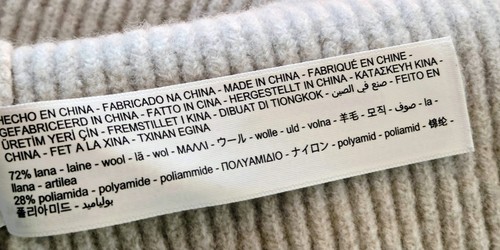 HECHO EN CHINA - FABRICADO NA CHINA - MADE IN CHINA - FABRIQUÉ EN CHINE -
GEFABRICEERD IN CHINA - FATTO IN CINA - HERGESTELLT IN CHINA - ΚΑΤΑΣΚΕΥΗ ΚΙΝΑ -
ÜRETİM YERİ ÇİN - FREMSTILLET I KINA - DIBUAT DI TIONGKOK - صنع في الصين - FEITO EN
CHINA - FET A LA XINA - TXINAN EGINA
72% lana - laine - wool - lã - wol - ΜΑΛΛΙ - ウール - wolle - uld - volna - 羊毛 - 모직 - صوف - la -
llana - artilea
28% poliamida - polyamide - poliammide - ΠΟΛΥΑΜΙΔΙΟ - ナイロン - polyamid - poliamid - 锦纶 -
폴리아미드 - بولياميد